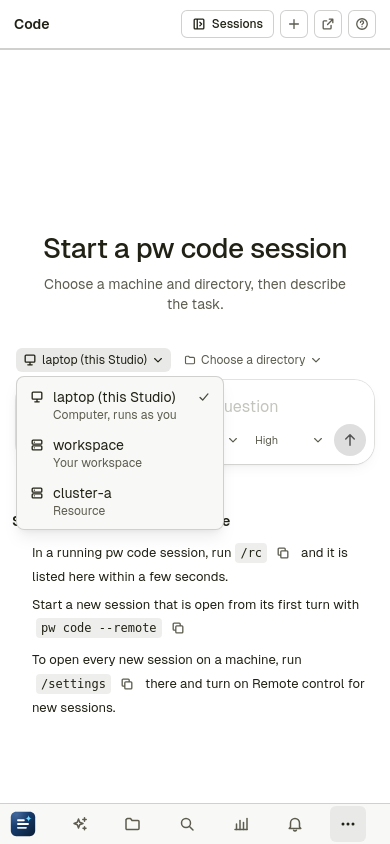 Code
Sessions
Start a pw code session
Choose a machine and directory, then describe
the task.
laptop (this Studio)
Choose a directory
laptop (this Studio)
Computer, runs as you
workspace
Your workspace
cluster-a
Resource
High
In a running pw code session, run /rc and it is
listed here within a few seconds.
Start a new session that is open from its first turn with
pw code --remote
To open every new session on a machine, run
/settings there and turn on Remote control for
new sessions.